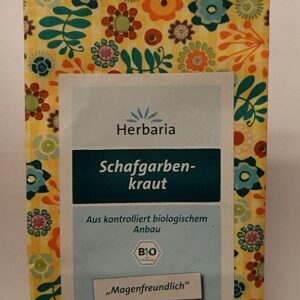 Herbaria
Schafgarben-
kraut
Aus kontrolliert biologischem
Anbau
BIO
„Magenfreundlich"